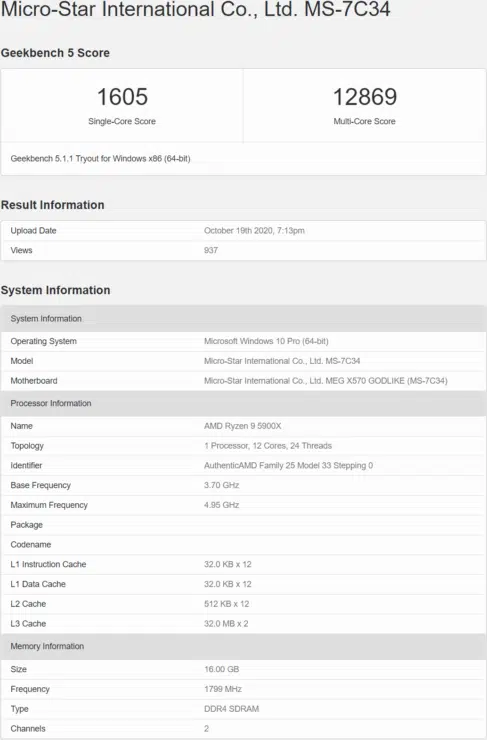 Micro-Star International Co., Ltd. MS-7C34
Geekbench 5 Score
1605 12869
Single-Core Score Multi-Core Score
Geekbench 5.1.1 Tryout for Windows x86 (64-bit)
Result Information
Upload Date October 19th 2020, 7:13pm
Views 937
System Information
System Information
Operating System Microsoft Windows 10 Pro (64-bit)
Model Micro-Star International Co., Ltd. MS-7C34
Motherboard Micro-Star International Co., Ltd. MEG X570 GODLIKE (MS-7C34)
Processor Information
Name AMD Ryzen 9 5900X
Topology 1 Processor, 12 Cores, 24 Threads
Identifier AuthenticAMD Family 25 Model 33 Stepping 0
Base Frequency 3.70 GHz
Maximum Frequency 4.95 GHz
Package
Codename
L1 Instruction Cache 32.0 KB x 12
L1 Data Cache 32.0 KB x 12
L2 Cache 512 KB x 12
L3 Cache 32.0 MB x 2
Memory Information
Size 16.00 GB
Frequency 1799 MHz
Type DDR4 SDRAM
Channels 2